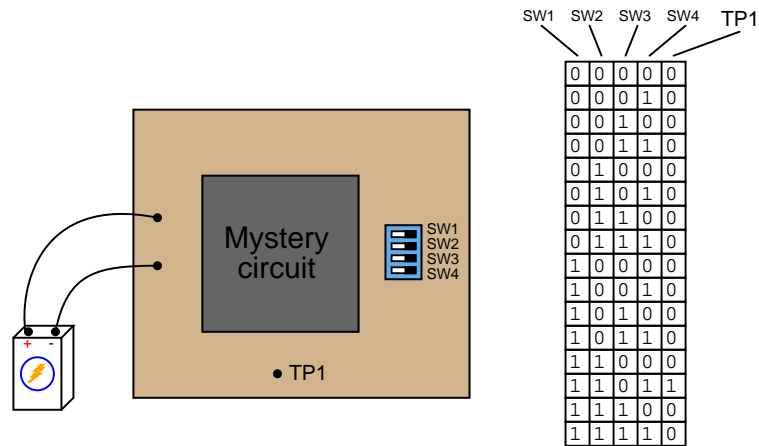 SW1 SW2 SW3 SW4 TP1
0 0 0 0 0
0 0 0 1 0
0 0 1 0 0
0 0 1 1 0
0 1 0 0 0
0 1 0 1 0
0 1 1 0 0
0 1 1 1 0
1 0 0 0 0
1 0 0 1 0
1 0 1 0 0
1 0 1 1 0
1 1 0 0 0
1 1 0 1 1
1 1 1 0 0
1 1 1 1 0
Mystery
circuit
SW1
SW2
SW3
SW4
+ -
TP1